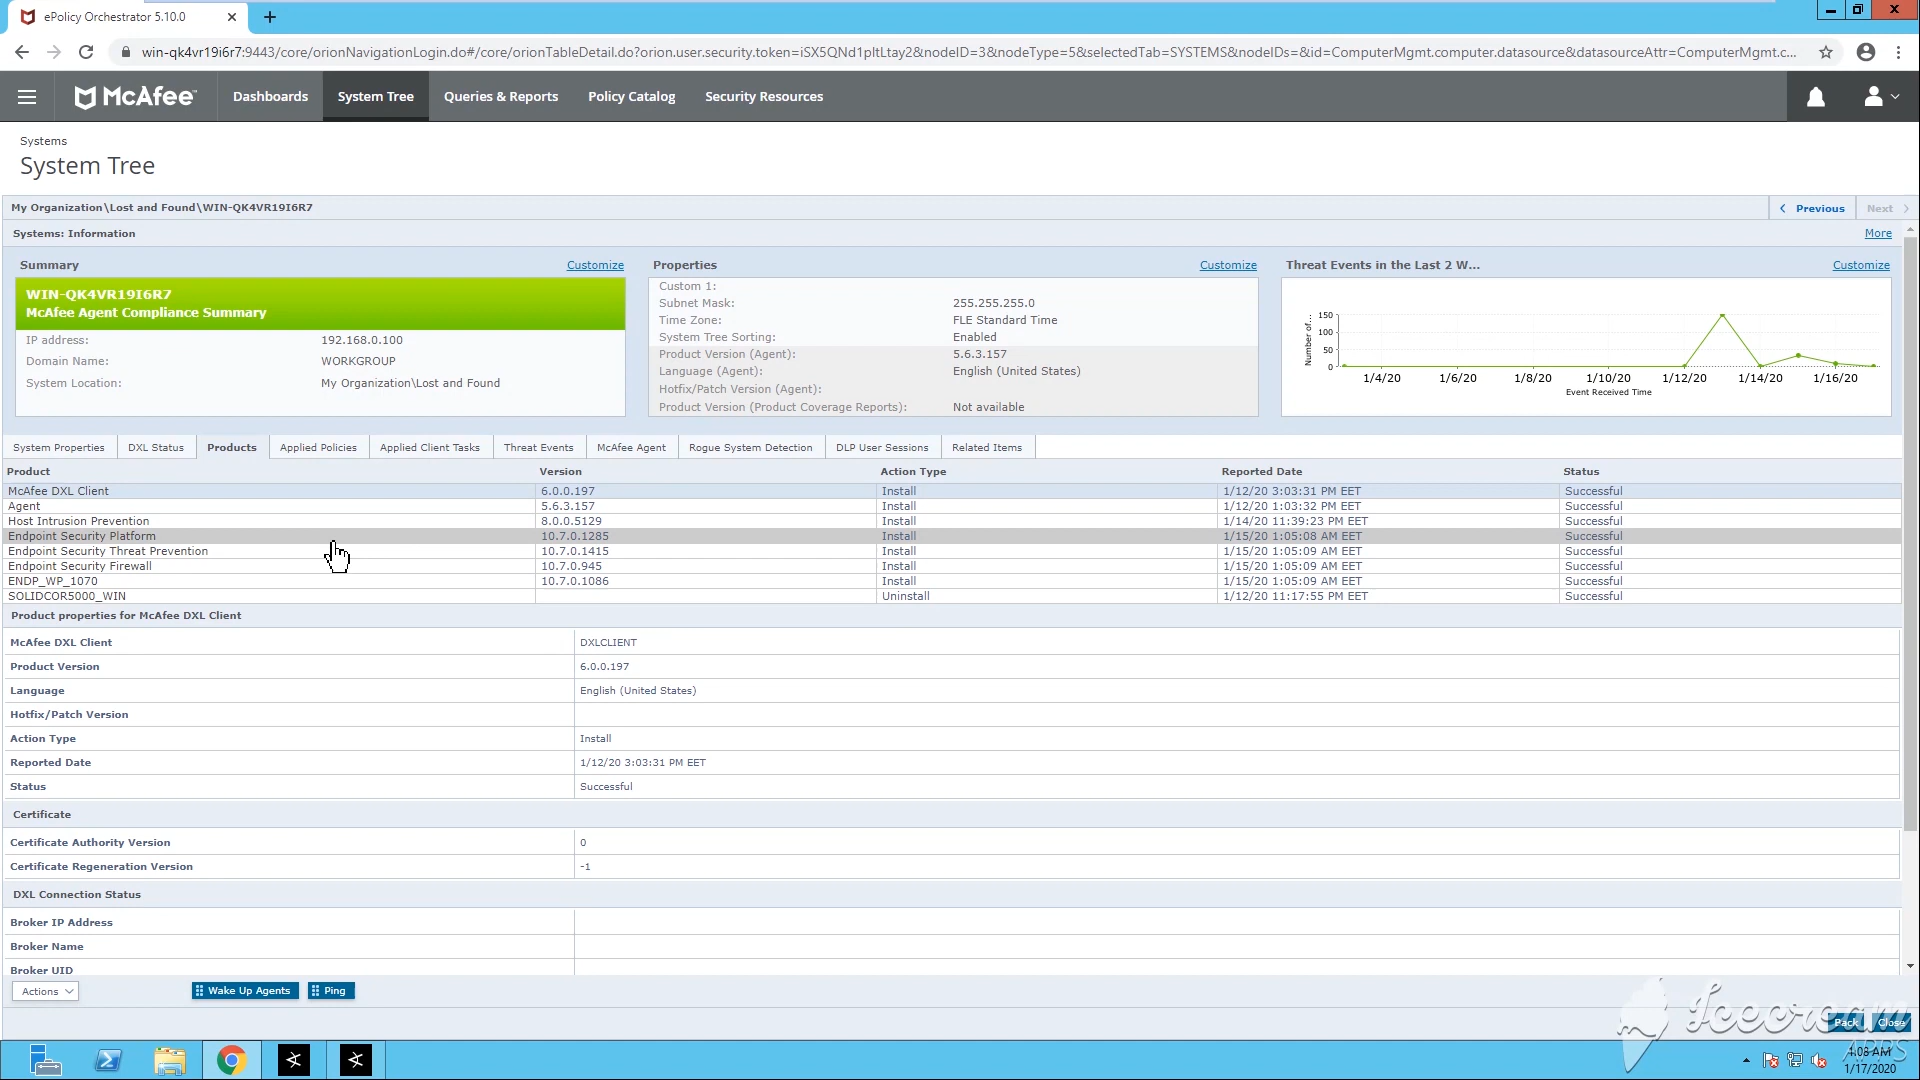 ePolicy Orchestrator 5.10.0
win-qk4vr19i6r7:9443/core/orionNavigationLogin.do#/core/orionTableDetail.do?orion.user.security.token=iSX5QNd1pltLtay2&nodeID=3&nodeType=5&selectedTab=SYSTEMS&nodeIDs=&id=ComputerMgmt.computer.datasource&datasourceAttr=ComputerMgmt.c...
McAfee Dashboards System Tree Queries & Reports Policy Catalog Security Resources
Systems
System Tree
My Organization\Lost and Found\WIN-QK4VR19I6R7 Previous Next
Systems: Information More
Summary Customize
WIN-QK4VR19I6R7
McAfee Agent Compliance Summary
IP address: 192.168.0.100
Domain Name: WORKGROUP
System Location: My Organization\Lost and Found
Properties Customize
Custom 1:
Subnet Mask: 255.255.255.0
Time Zone: FLE Standard Time
System Tree Sorting: Enabled
Product Version (Agent): 5.6.3.157
Language (Agent): English (United States)
Hotfix/Patch Version (Agent):
Product Version (Product Coverage Reports): Not available
Threat Events in the Last 2 W... Customize
Number of...
150
100
50
0
1/4/20 1/6/20 1/8/20 1/10/20 1/12/20 1/14/20 1/16/20
Event Received Time
System Properties DXL Status Products Applied Policies Applied Client Tasks Threat Events McAfee Agent Rogue System Detection DLP User Sessions Related Items
Product Version Action Type Reported Date Status
McAfee DXL Client 6.0.0.197 Install 1/12/20 3:03:31 PM EET Successful
Agent 5.6.3.157 Install 1/12/20 1:03:32 PM EET Successful
Host Intrusion Prevention 8.0.0.5129 Install 1/14/20 11:39:23 PM EET Successful
Endpoint Security Platform 10.7.0.1285 Install 1/15/20 1:05:08 AM EET Successful
Endpoint Security Threat Prevention 10.7.0.1415 Install 1/15/20 1:05:09 AM EET Successful
Endpoint Security Firewall 10.7.0.945 Install 1/15/20 1:05:09 AM EET Successful
ENDP_WP_1070 10.7.0.1086 Install 1/15/20 1:05:09 AM EET Successful
SOLIDCOR5000_WIN Uninstall 1/12/20 11:17:55 PM EET Successful
Product properties for McAfee DXL Client
McAfee DXL Client DXLCLIENT
Product Version 6.0.0.197
Language English (United States)
Hotfix/Patch Version
Action Type Install
Reported Date 1/12/20 3:03:31 PM EET
Status Successful
Certificate
Certificate Authority Version 0
Certificate Regeneration Version -1
DXL Connection Status
Broker IP Address
Broker Name
Broker UID
Actions Wake Up Agents Ping
Icecream
APPS
Close
1:08 AM
1/17/2020